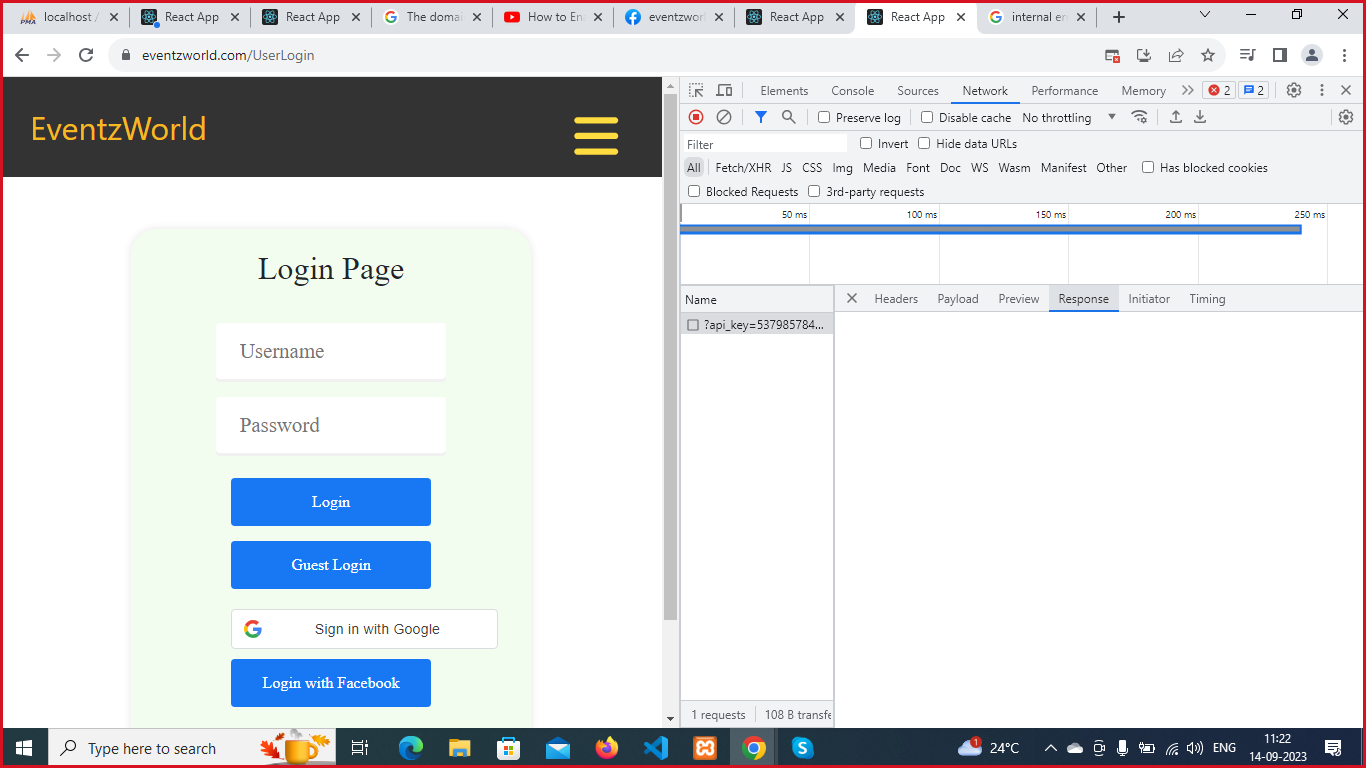 localhost / React App React App The domai How to En eventzworl React App React App internal en
eventzworld.com/UserLogin
EventzWorld
Login Page
Username
Password
Login
Guest Login
Sign in with Google
Login with Facebook
Elements Console Sources Network Performance Memory 2 2
Preserve log Disable cache No throttling
Filter Invert Hide data URLs
All Fetch/XHR JS CSS Img Media Font Doc WS Wasm Manifest Other Has blocked cookies
Blocked Requests 3rd-party requests
50 ms 100 ms 150 ms 200 ms 250 ms
Name Headers Payload Preview Response Initiator Timing
?api_key=537985784...
1 requests 108 B transfe
Type here to search 1 24°C ENG 11:22
14-09-2023